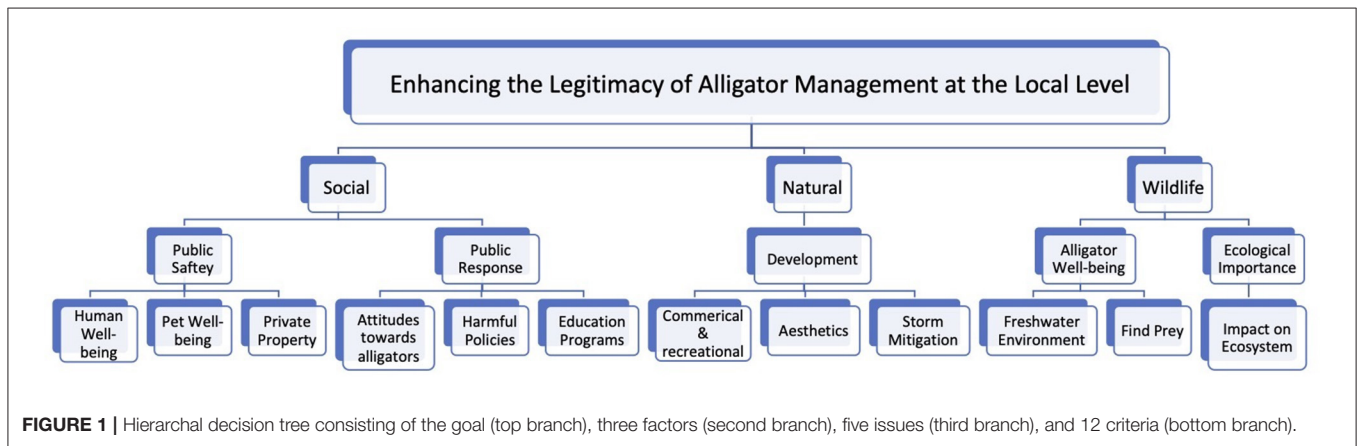 Enhancing the Legitimacy of Alligator Management at the Local Level
Social
Natural
Wildlife
Public
Saftey
Public
Response
Development
Alligator
Well-being
Ecological
Importance
Human
Well-
being
Pet Well-
being
Private
Property
Attitudes
towards
alligators
Harmful
Policies
Education
Programs
Commerical
&
recreational
Aesthetics
Storm
Mitigation
Freshwater
Environment
Find Prey
Impact on
Ecosystem
FIGURE 1 | Hierarchal decision tree consisting of the goal (top branch), three factors (second branch), five issues (third branch), and 12 criteria (bottom branch).